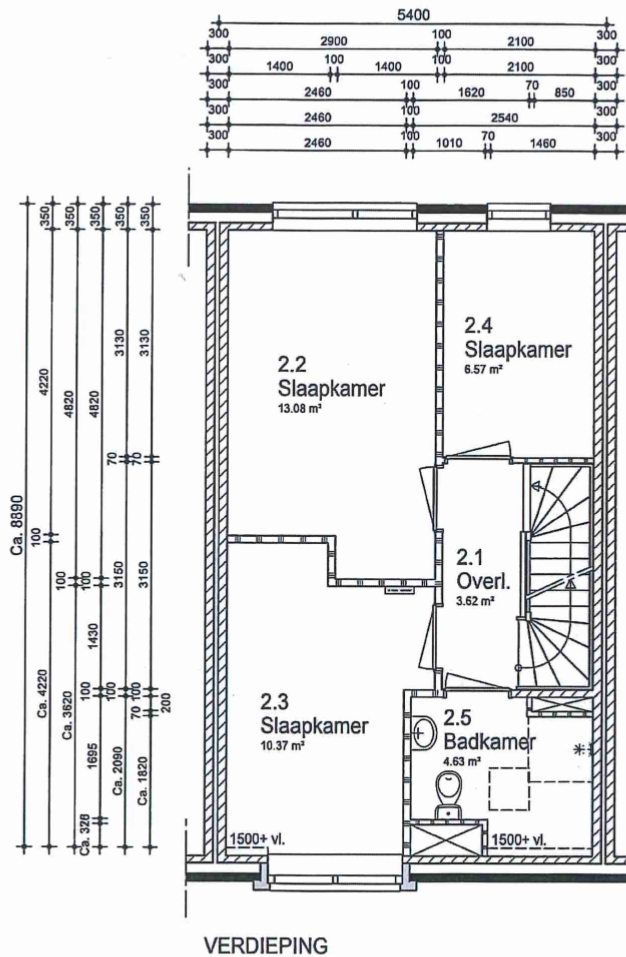 5400
300 100 300
2900 2100
300 100 100 300
1400 1400 2100
300 100 70 300
2460 1620 850
300 100 300
2460 2540
300 100 70 300
2460 1010 1460
Ca. 8890
350 4220 100 Ca. 4220
350 4820 100 Ca. 3620
350 4820 100 1430 100 1695 Ca. 328
350 3130 70 3150 100 Ca. 2090
350 3130 70 3150 100 70 200 Ca. 1820
2.4
Slaapkamer
6.57 m²
2.2
Slaapkamer
13.08 m²
2.1
Overl.
3.62 m²
2.3
Slaapkamer
10.37 m²
2.5
Badkamer
4.63 m²
1500+ vl.
1500+ vl.
VERDIEPING